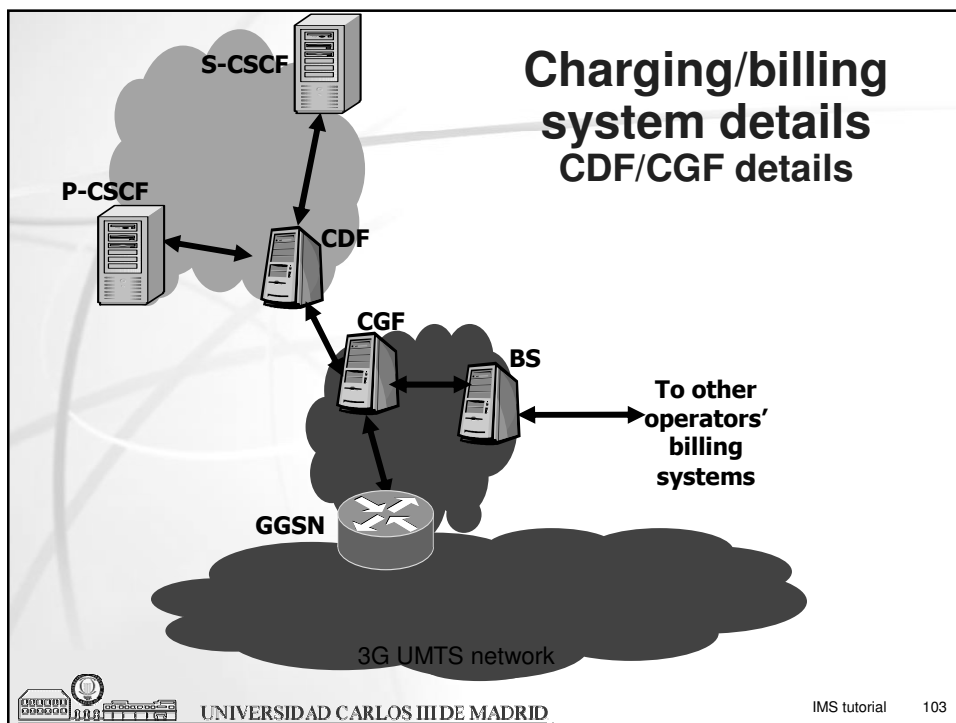 Charging/billing
system details
CDF/CGF details
S-CSCF
P-CSCF
CDF
CGF
BS
To other
operators’
billing
systems
GGSN
3G UMTS network
UNIVERSIDAD CARLOS III DE MADRID
IMS tutorial 103